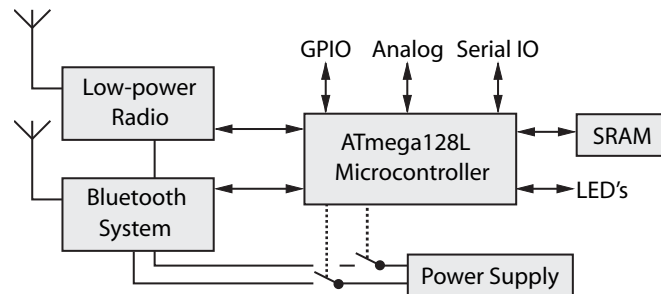 GPIO Analog Serial IO
Low-power
Radio
ATmega128L
Microcontroller
SRAM
Bluetooth
System
LED's
Power Supply